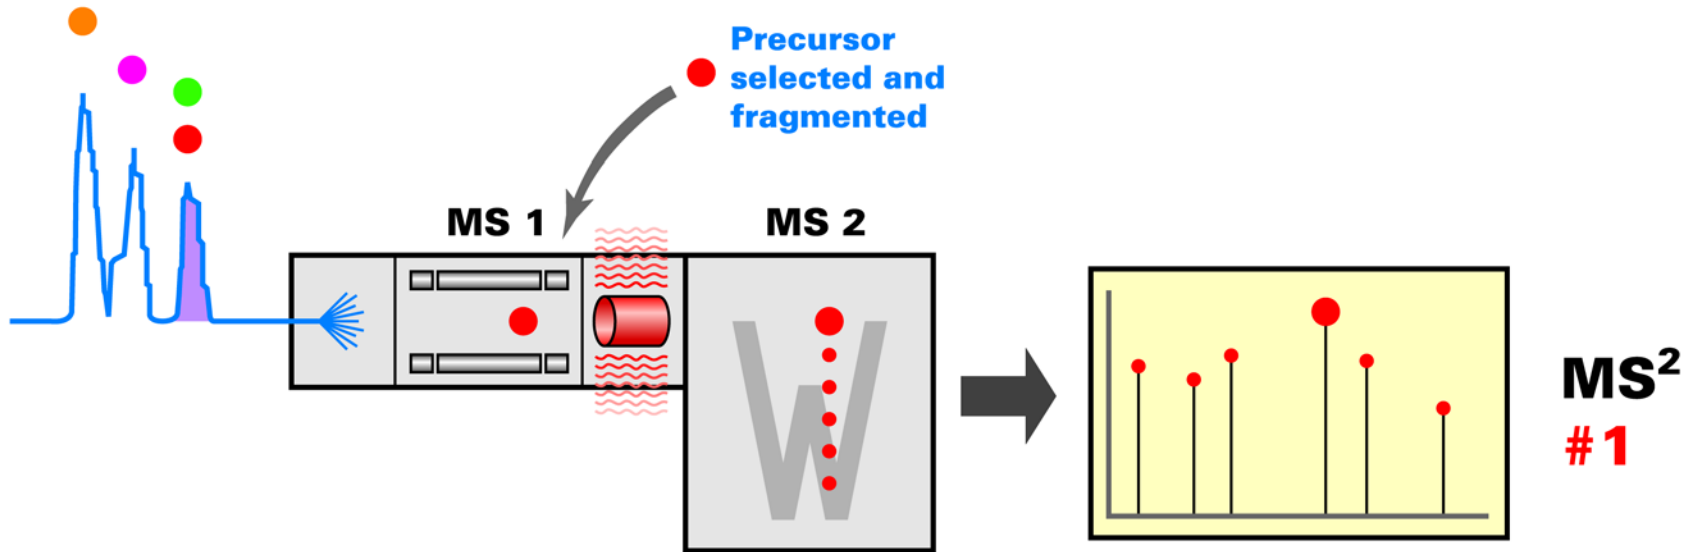 Precursor
selected and
fragmented
MS 1
MS 2
W
MS²
#1